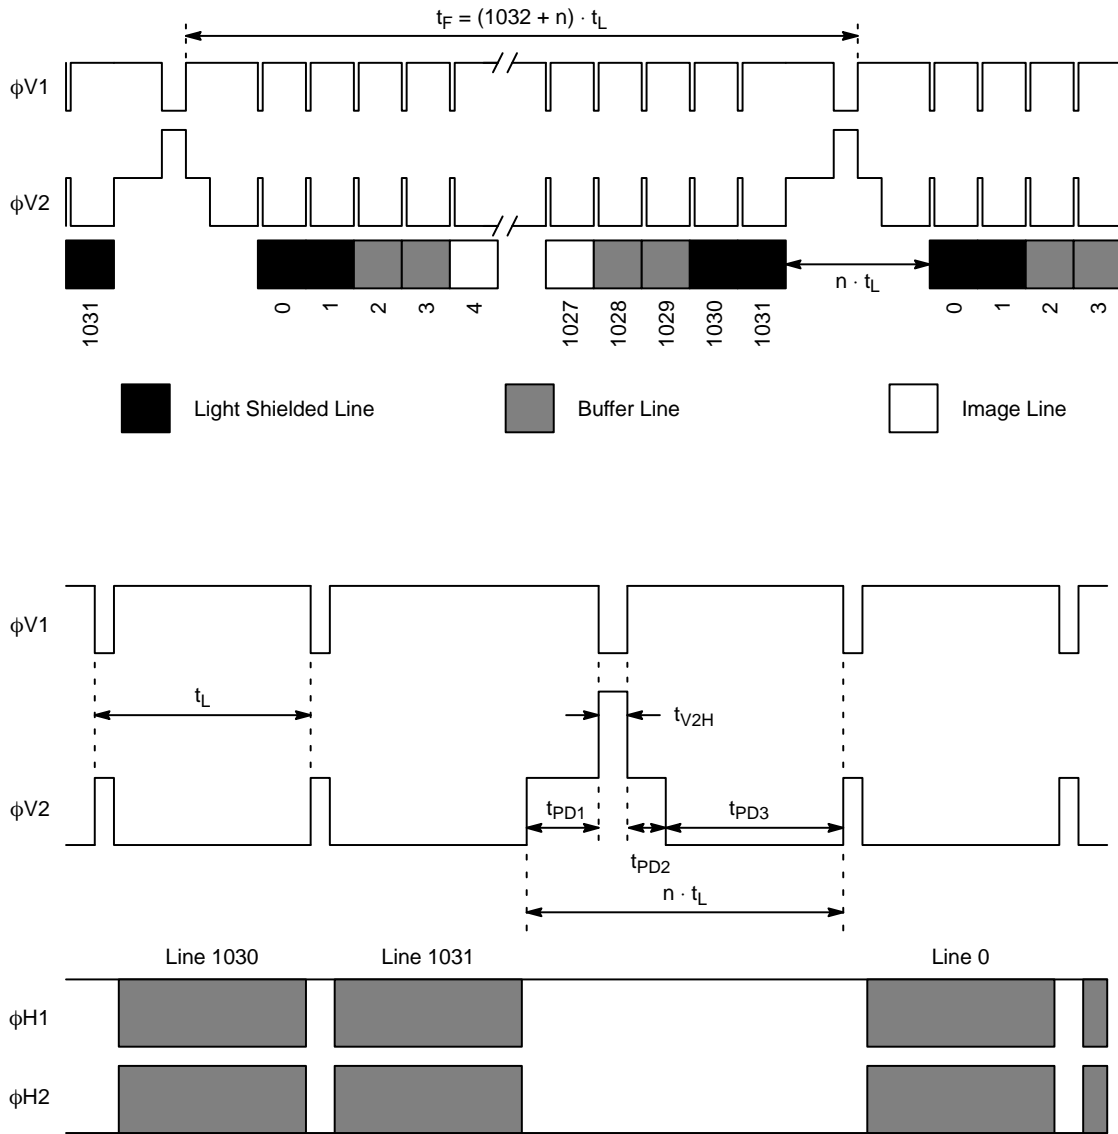 t_F = (1032 + n) · t_L
ϕV1
ϕV2
n · t_L
1031 0 1 2 3 4 1027 1028 1029 1030 1031 0 1 2 3
Light Shielded Line Buffer Line Image Line
ϕV1
t_L
t_V2H
ϕV2
t_PD1 t_PD3
t_PD2
n · t_L
Line 1030 Line 1031 Line 0
ϕH1
ϕH2